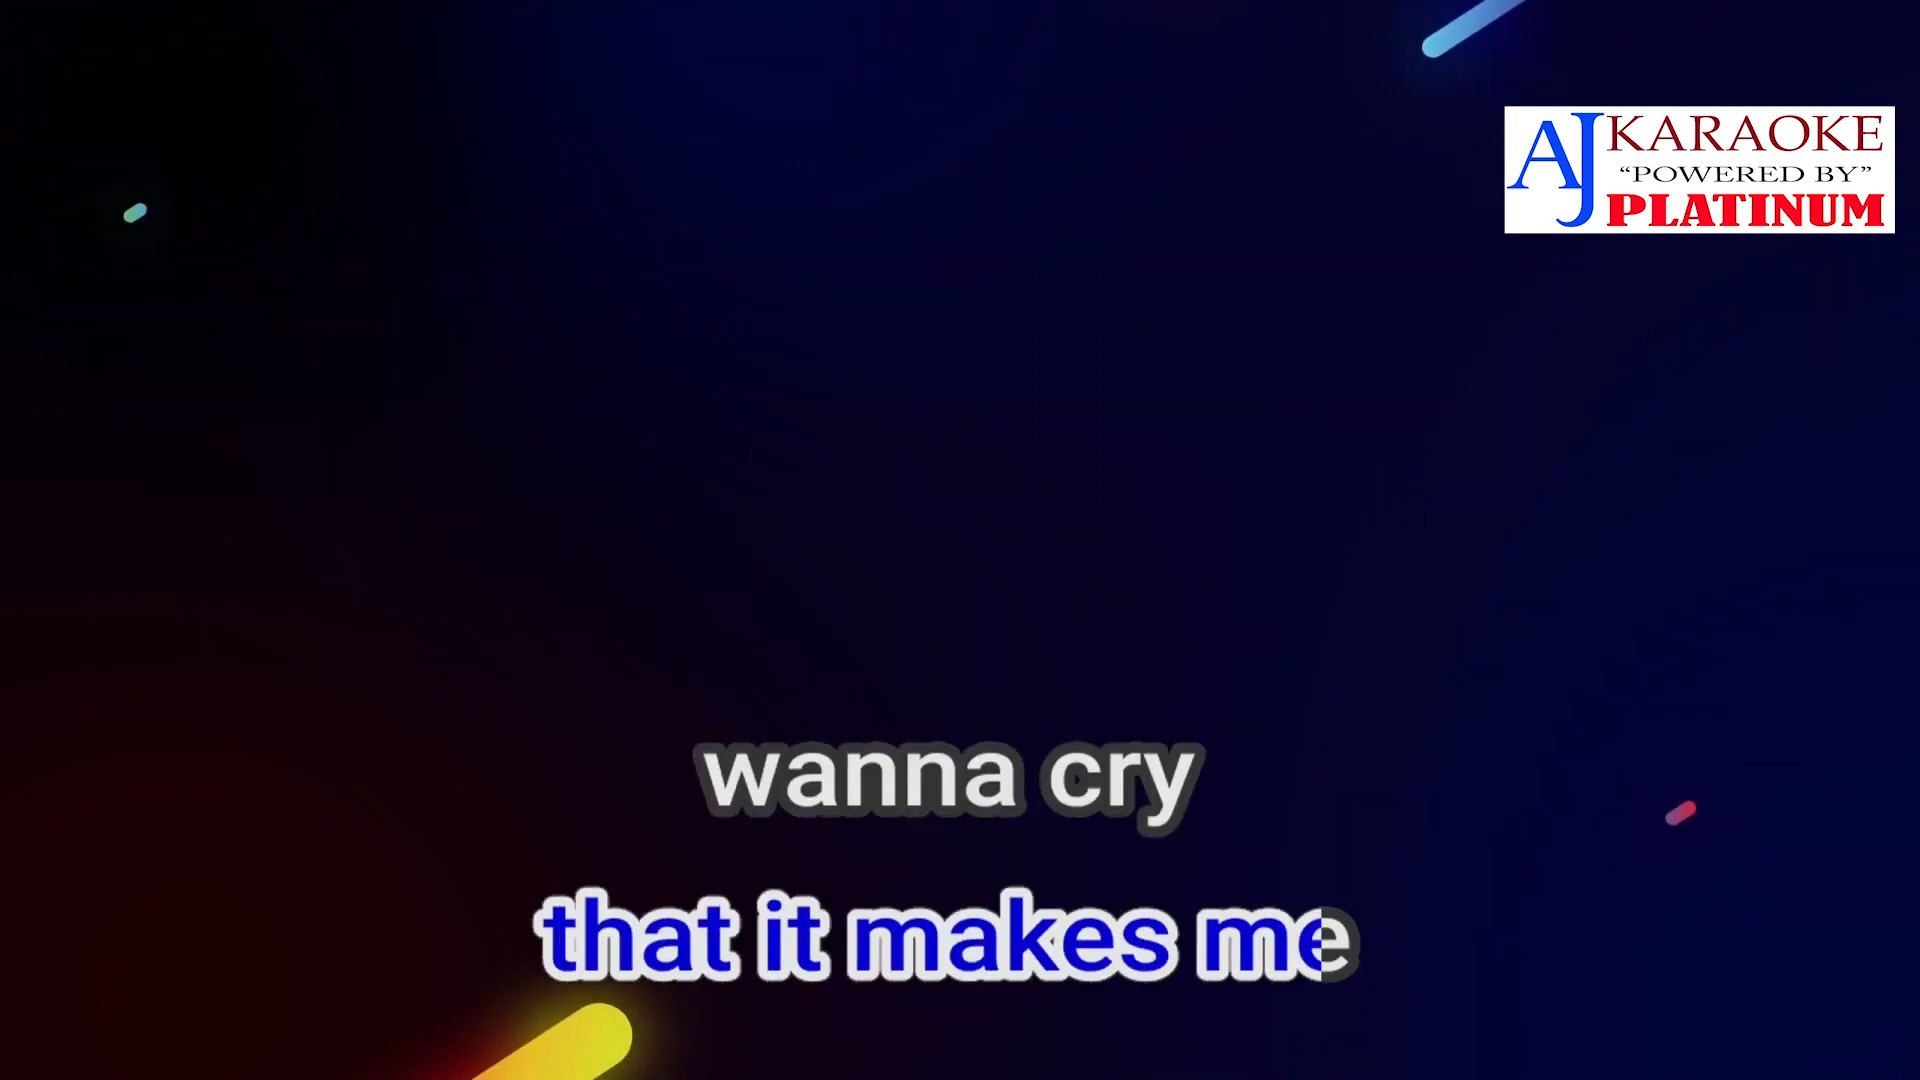 AJ KARAOKE
“POWERED BY”
PLATINUM
wanna cry
that it makes me